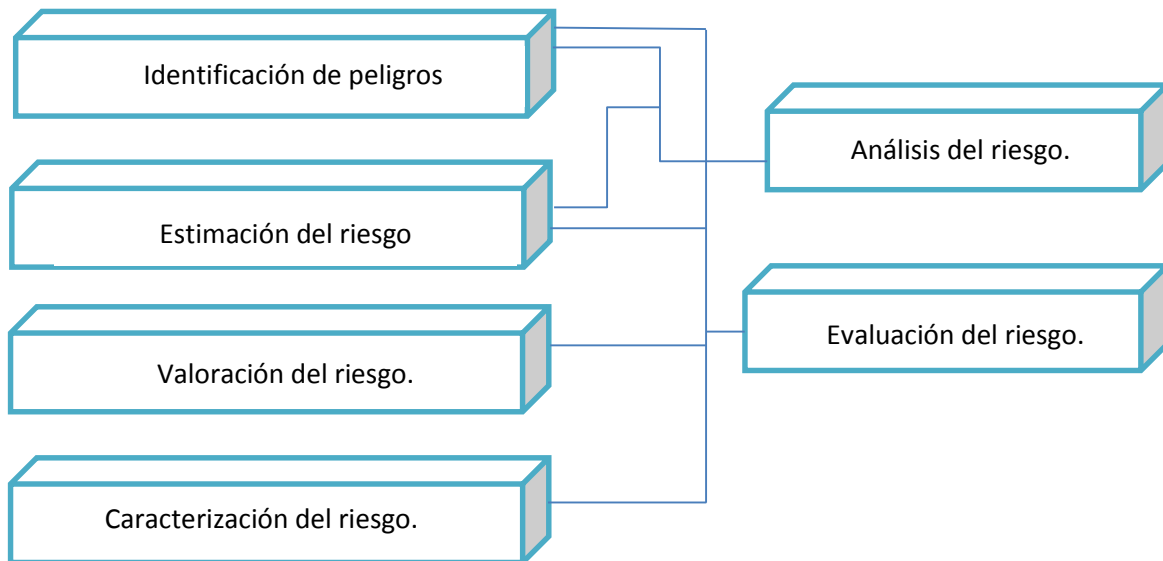 Identificación de peligros
Estimación del riesgo
Valoración del riesgo.
Caracterización del riesgo.
Análisis del riesgo.
Evaluación del riesgo.